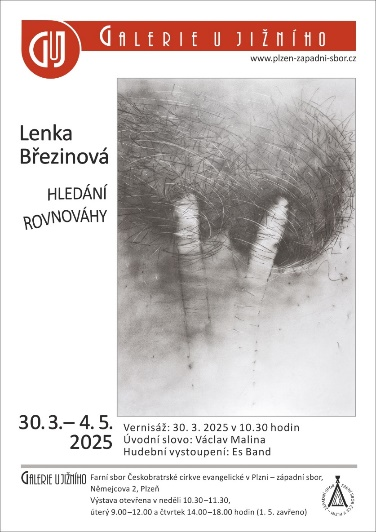 GUJ
GALERIE U JIŽNÍHO
www.plzen-zapadni-sbor.cz
Lenka
Březinová
HLEDÁNÍ
ROVNOVÁHY
30. 3.– 4. 5.
2025
Vernisáž: 30. 3. 2025 v 10.30 hodin
Úvodní slovo: Václav Malina
Hudební vystoupení: Es Band
GALERIE U JIŽNÍHO
Farní sbor Českobratrské církve evangelické v Plzni – západní sbor,
Němejcova 2, Plzeň
Výstava otevřena v neděli 10.30–11.30,
úterý 9.00–12.00 a čtvrtek 14.00–18.00 hodin (1. 5. zavřeno)